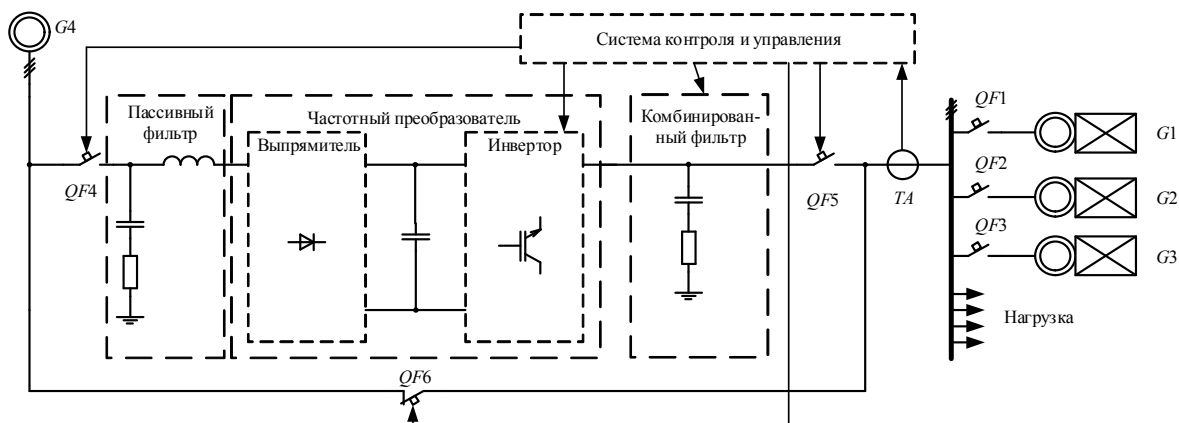 G4
Система контроля и управления
Пассивный
фильтр
Частотный преобразователь
Выпрямитель
Инвертор
Комбинирован-
ный фильтр
QF4
QF5
TA
QF1
G1
QF2
G2
QF3
G3
Нагрузка
QF6